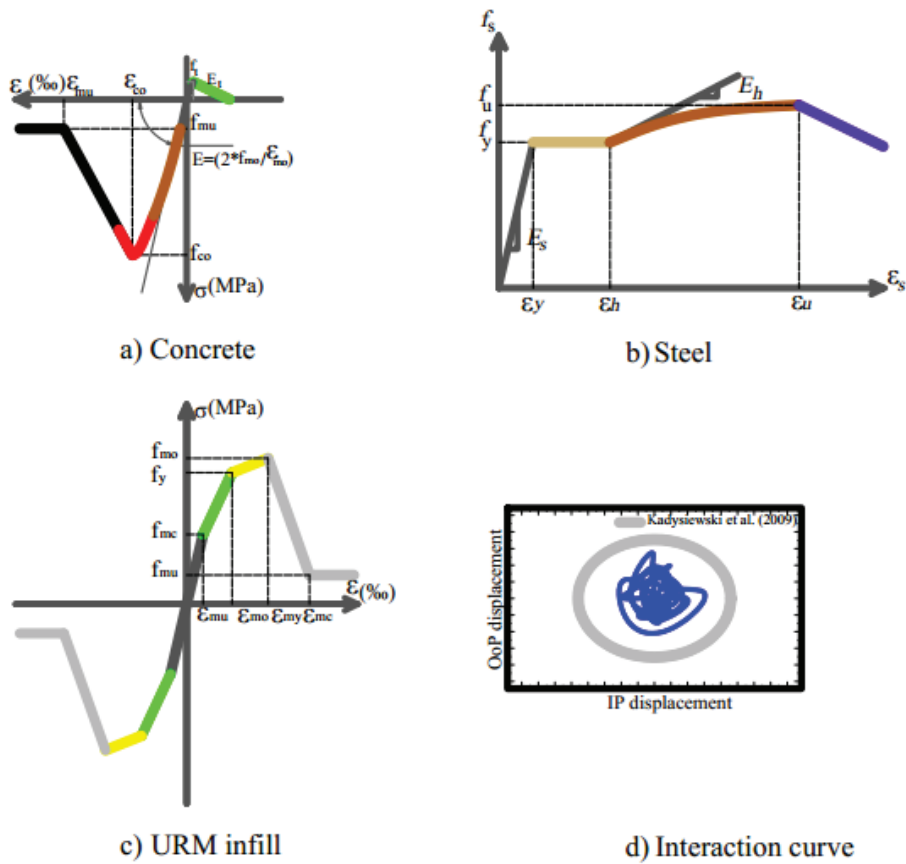 ε (‰) εmu
εco
ft
Et
fmu
E=(2*fmo/εmo)
fco
σ(MPa)
a) Concrete
fs
Eh
fu
fy
Es
εs
εy
εh
εu
b) Steel
σ(MPa)
fmo
fy
fmc
fmu
ε(‰)
εmu
εmo
εmy
εmc
c) URM infill
Kadysiewski et al. (2009)
OoP displacement
IP displacement
d) Interaction curve